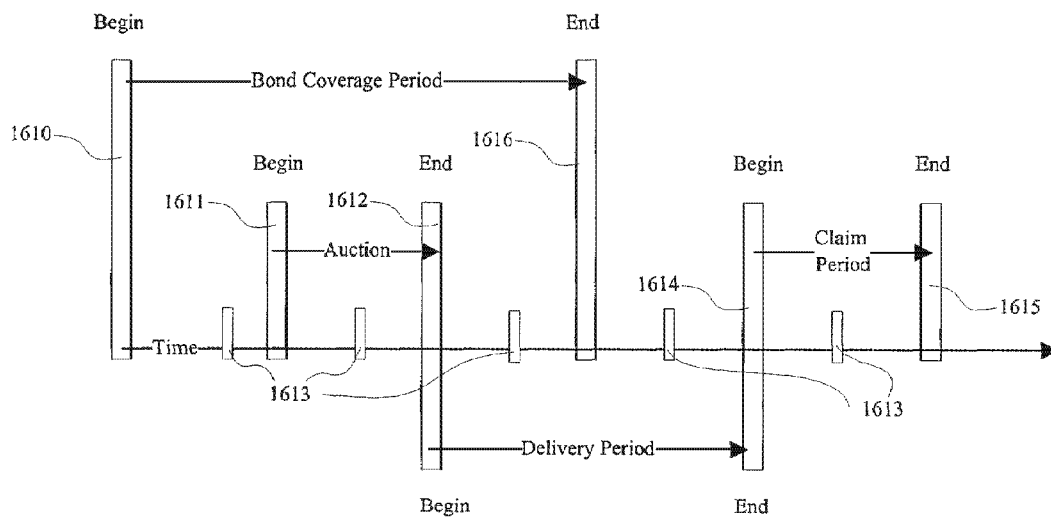 Begin
End
Bond Coverage Period
1610
1616
Begin
End
Begin
End
1611
1612
Auction
Claim
Period
1614
1615
Time
1613
1613
Delivery Period
Begin
End